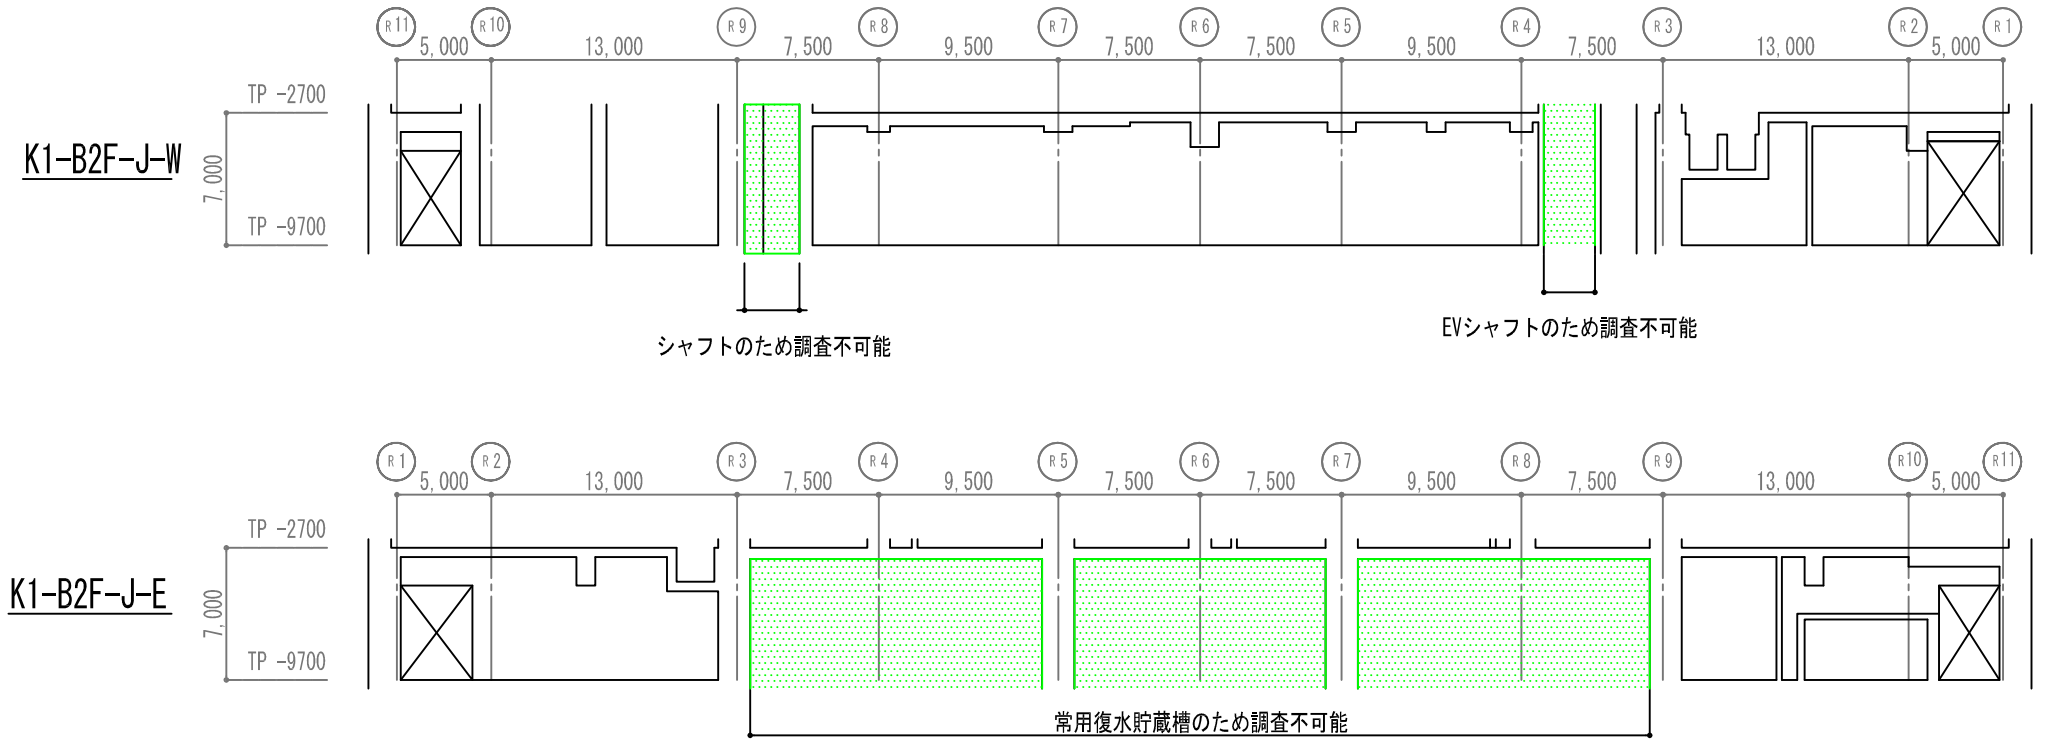 R11 R10 R9 R8 R7 R6 R5 R4 R3 R2 R1
5,000 13,000 7,500 9,500 7,500 7,500 9,500 7,500 13,000 5,000
TP -2700
K1-B2F-J-W
7,000
TP -9700
シャフトのため調査不可能
EVシャフトのため調査不可能
R1 R2 R3 R4 R5 R6 R7 R8 R9 R10 R11
5,000 13,000 7,500 9,500 7,500 7,500 9,500 7,500 13,000 5,000
TP -2700
K1-B2F-J-E
7,000
TP -9700
常用復水貯蔵槽のため調査不可能